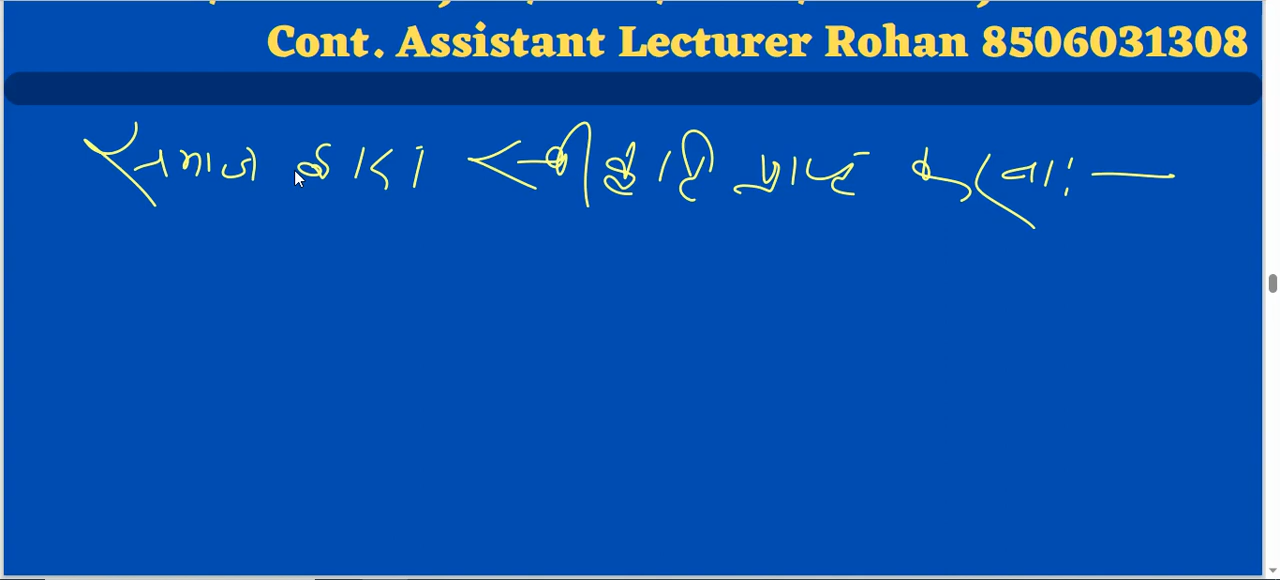 Cont. Assistant Lecturer Rohan 8506031308
समाज द्वारा स्वीकृति प्राप्त करना:—